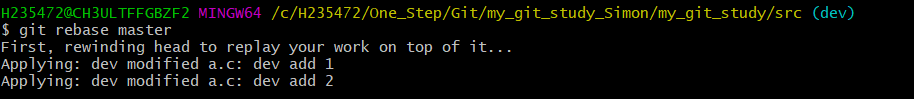 H235472@CH3ULTFFGBZF2 MINGW64 /c/H235472/One_Step/Git/my_git_study_Simon/my_git_study/src (dev)
$ git rebase master
First, rewinding head to replay your work on top of it...
Applying: dev modified a.c: dev add 1
Applying: dev modified a.c: dev add 2